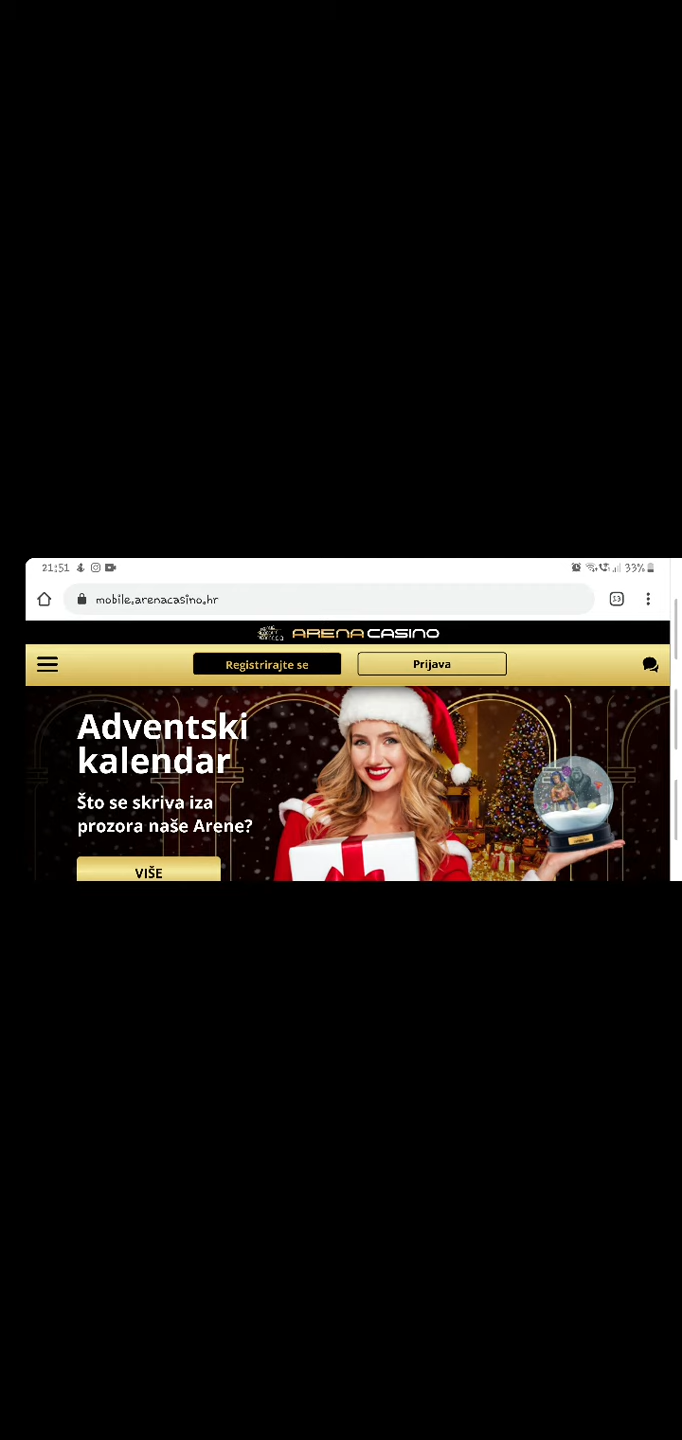 21:51
33%
mobile.arenacasino.hr
53
ARENA CASINO
Registrirajte se
Prijava
Adventski
kalendar
Što se skriva iza
prozora naše Arene?
VIŠE